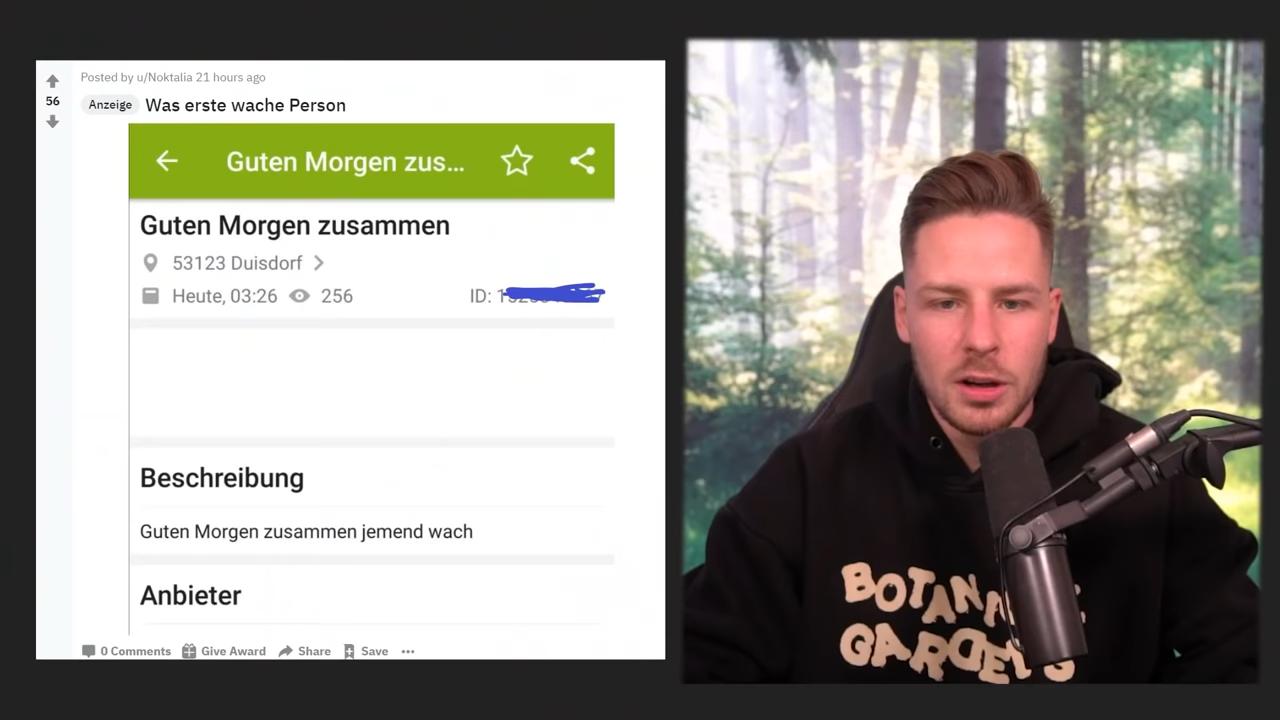 Posted by u/Noktalia 21 hours ago
56
Anzeige Was erste wache Person
Guten Morgen zus...
Guten Morgen zusammen
53123 Duisdorf
Heute, 03:26 256
ID:
Beschreibung
Guten Morgen zusammen jemend wach
Anbieter
0 Comments Give Award Share Save
GARDENS